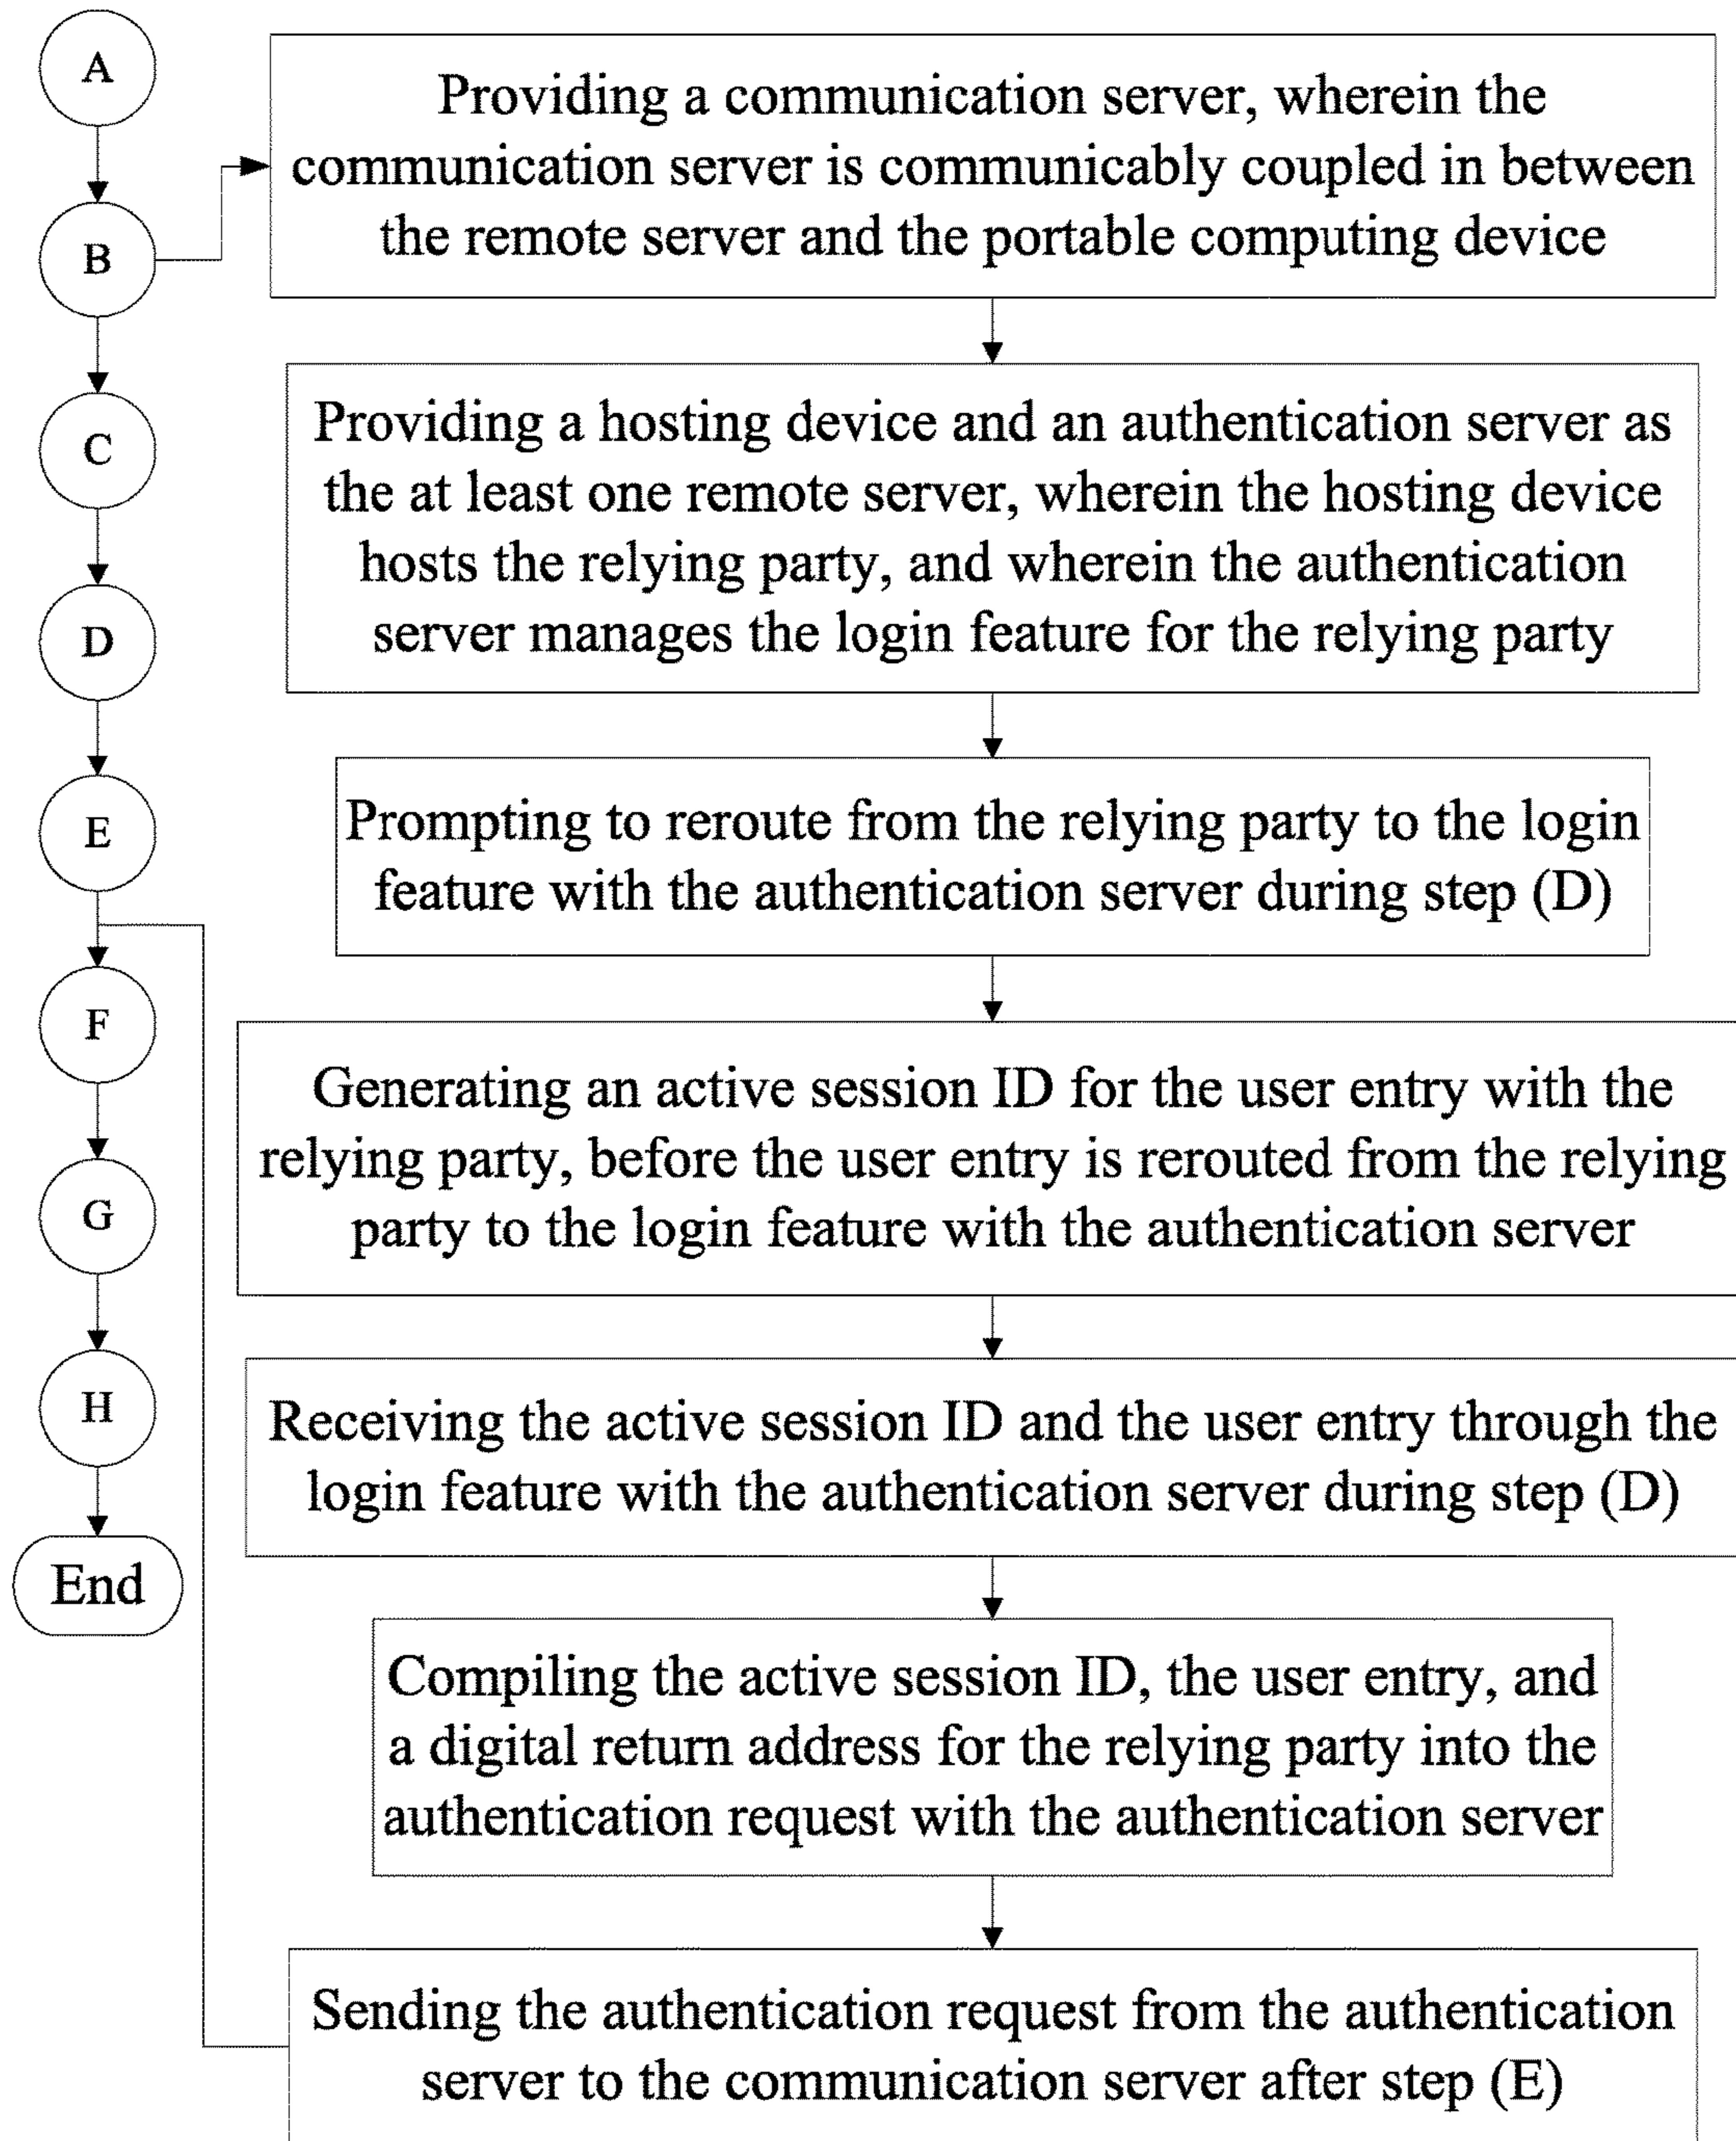 A
B
C
D
E
F
G
H
End
Providing a communication server, wherein the
communication server is communicably coupled in between
the remote server and the portable computing device
Providing a hosting device and an authentication server as
the at least one remote server, wherein the hosting device
hosts the relying party, and wherein the authentication
server manages the login feature for the relying party
Prompting to reroute from the relying party to the login
feature with the authentication server during step (D)
Generating an active session ID for the user entry with the
relying party, before the user entry is rerouted from the relying
party to the login feature with the authentication server
Receiving the active session ID and the user entry through the
login feature with the authentication server during step (D)
Compiling the active session ID, the user entry, and
a digital return address for the relying party into the
authentication request with the authentication server
Sending the authentication request from the authentication
server to the communication server after step (E)